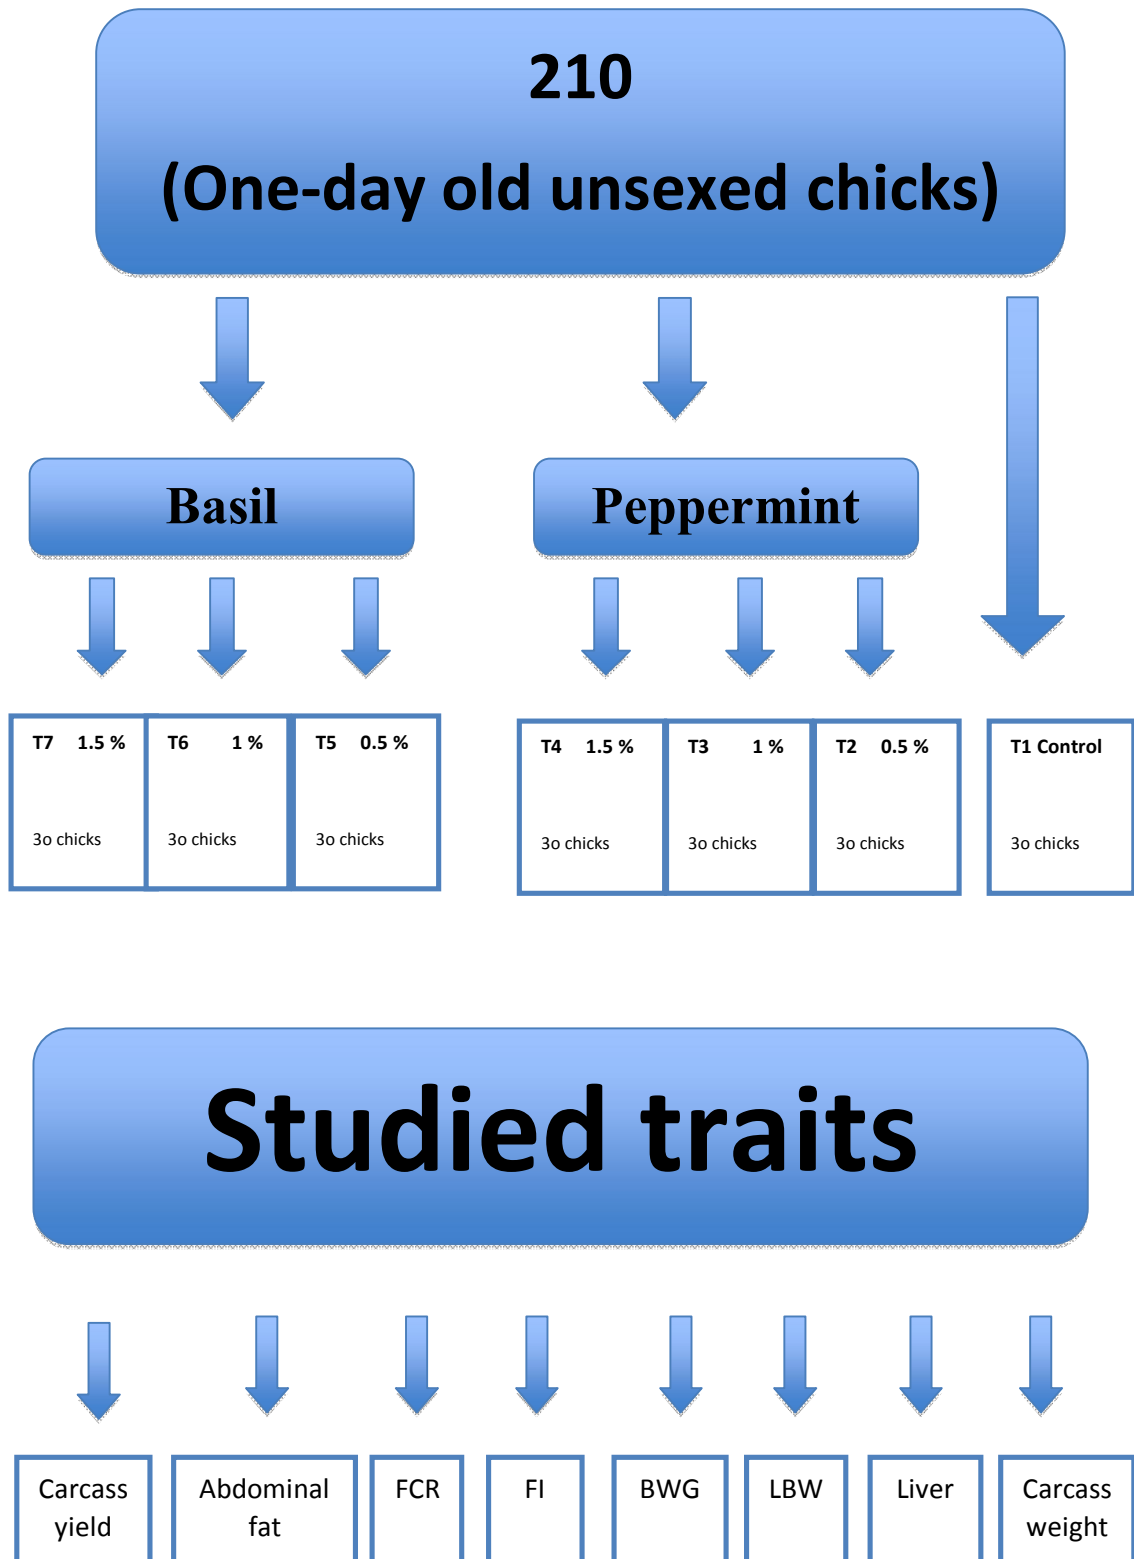 210
(One-day old unsexed chicks)
Basil
Peppermint
T7 1.5 %
3o chicks
T6 1 %
3o chicks
T5 0.5 %
3o chicks
T4 1.5 %
3o chicks
T3 1 %
3o chicks
T2 0.5 %
3o chicks
T1 Control
3o chicks
Studied traits
Carcass
yield
Abdominal
fat
FCR
FI
BWG
LBW
Liver
Carcass
weight